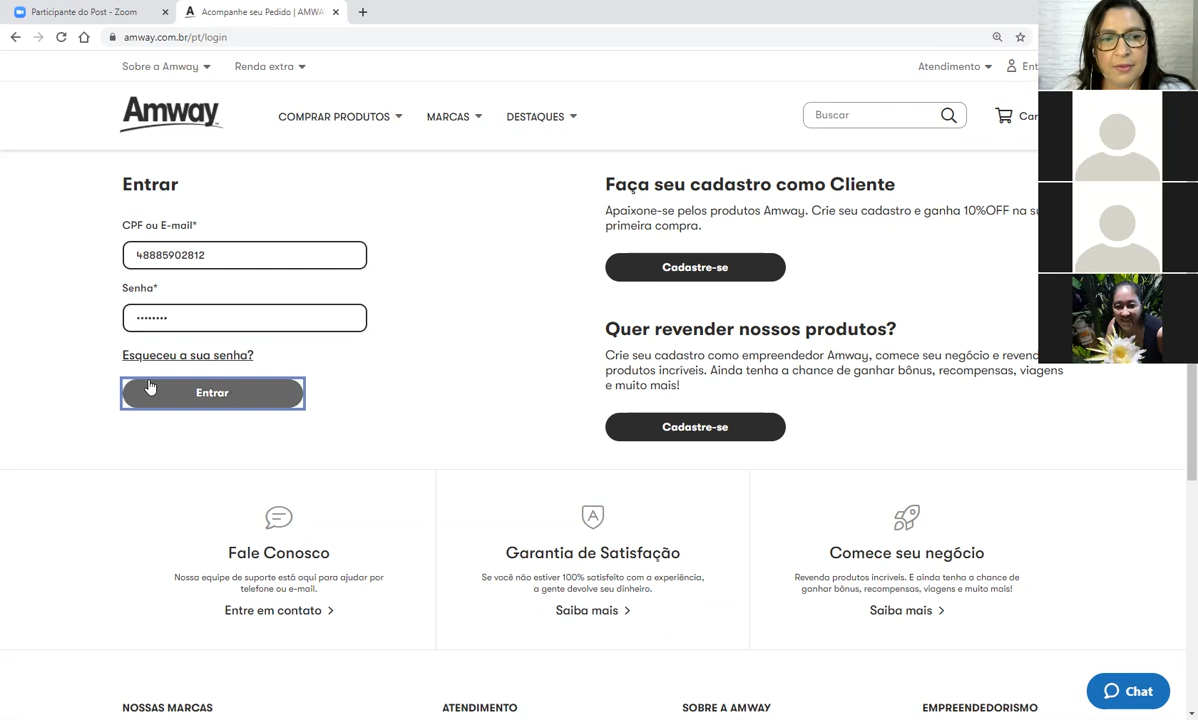 Participante do Post - Zoom
Acompanhe seu Pedido | AMWA
amway.com.br/pt/login
Sobre a Amway
Renda extra
Atendimento
Ent
Amway
COMPRAR PRODUTOS
MARCAS
DESTAQUES
Buscar
Car
Entrar
CPF ou E-mail*
48885902812
Senha*
••••••••
Esqueceu a sua senha?
Entrar
Faça seu cadastro como Cliente
Apaixone-se pelos produtos Amway. Crie seu cadastro e ganha 10%OFF na su
primeira compra.
Cadastre-se
Quer revender nossos produtos?
Crie seu cadastro como empreendedor Amway, comece seu negócio e revend
produtos incríveis. Ainda tenha a chance de ganhar bônus, recompensas, viagens
e muito mais!
Cadastre-se
Fale Conosco
Nossa equipe de suporte está aqui para ajudar por
telefone ou e-mail.
Entre em contato
Garantia de Satisfação
Se você não estiver 100% satisfeito com a experiência,
a gente devolve seu dinheiro.
Saiba mais
Comece seu negócio
Revenda produtos incríveis. E ainda tenha a chance de
ganhar bônus, recompensas, viagens e muito mais!
Saiba mais
Chat
NOSSAS MARCAS
ATENDIMENTO
SOBRE A AMWAY
EMPREENDEDORISMO